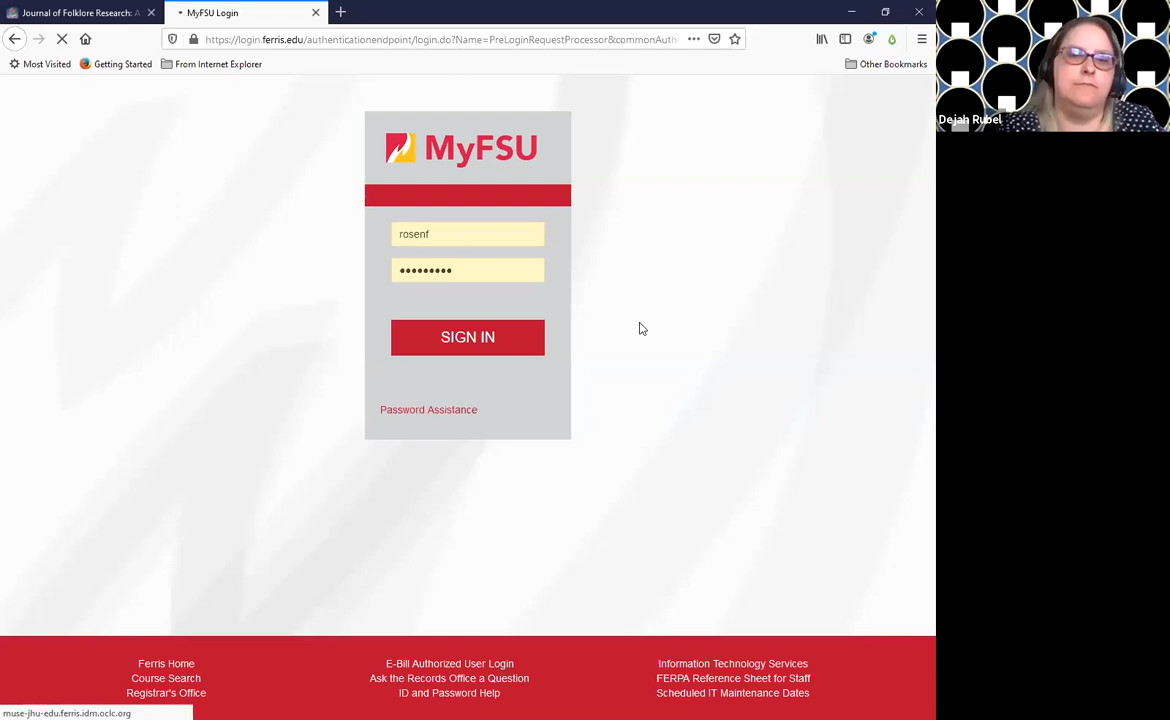 Journal of Folklore Research: A
MyFSU Login
https://login.ferris.edu/authenticationendpoint/login.do?Name=PreLoginRequestProcessor&commonAuth
Most Visited
Getting Started
From Internet Explorer
Other Bookmarks
Dejah Rubel
MyFSU
rosenf
SIGN IN
Password Assistance
Ferris Home
E-Bill Authorized User Login
Information Technology Services
Course Search
Ask the Records Office a Question
FERPA Reference Sheet for Staff
Registrar's Office
ID and Password Help
Scheduled IT Maintenance Dates
muse-jhu-edu.ferris.idm.oclc.org